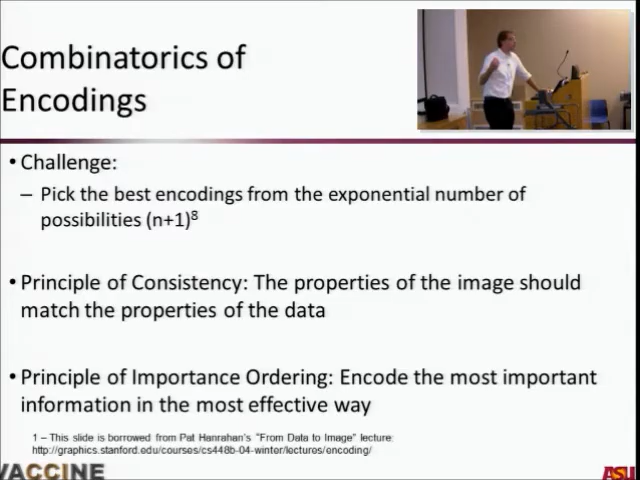 Combinatorics of
Encodings
• Challenge:
– Pick the best encodings from the exponential number of
possibilities (n+1)⁸
• Principle of Consistency: The properties of the image should
match the properties of the data
• Principle of Importance Ordering: Encode the most important
information in the most effective way
1 – This slide is borrowed from Pat Hanrahan's "From Data to Image" lecture:
http://graphics.stanford.edu/courses/cs448b-04-winter/lectures/encoding/
VACCINE
ASU